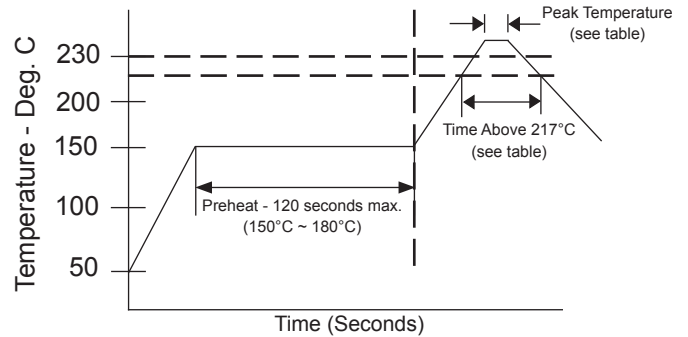 Temperature - Deg. C
230
200
150
100
50
Peak Temperature
(see table)
Time Above 217°C
(see table)
Preheat - 120 seconds max.
(150°C ~ 180°C)
Time (Seconds)